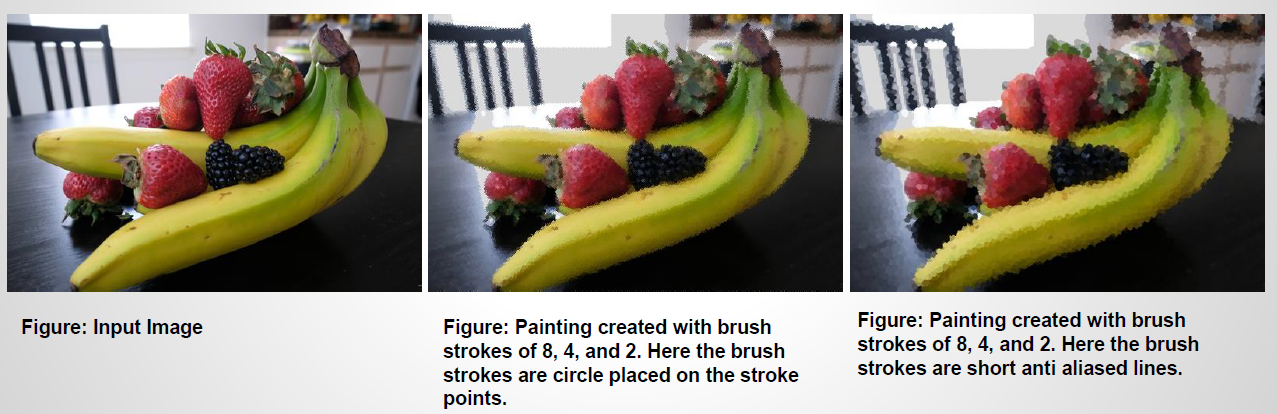 Figure: Input Image
Figure: Painting created with brush
strokes of 8, 4, and 2. Here the brush
strokes are circle placed on the stroke
points.
Figure: Painting created with brush
strokes of 8, 4, and 2. Here the brush
strokes are short anti aliased lines.